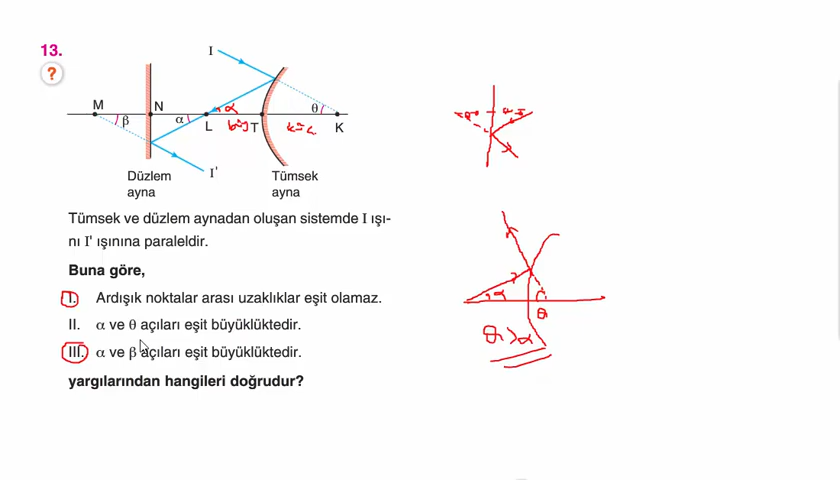 13.
?
I
M
N
β
α
α
θ
L
büyT
K
I'
Düzlem
ayna
Tümsek
ayna
Tümsek ve düzlem aynadan oluşan sistemde I ışı-
nı I' ışınına paraleldir.
Buna göre,
I. Ardışık noktalar arası uzaklıklar eşit olamaz.
II. α ve θ açıları eşit büyüklüktedir.
III. α ve β açıları eşit büyüklüktedir.
yargılarından hangileri doğrudur?
α
θ
θ > α